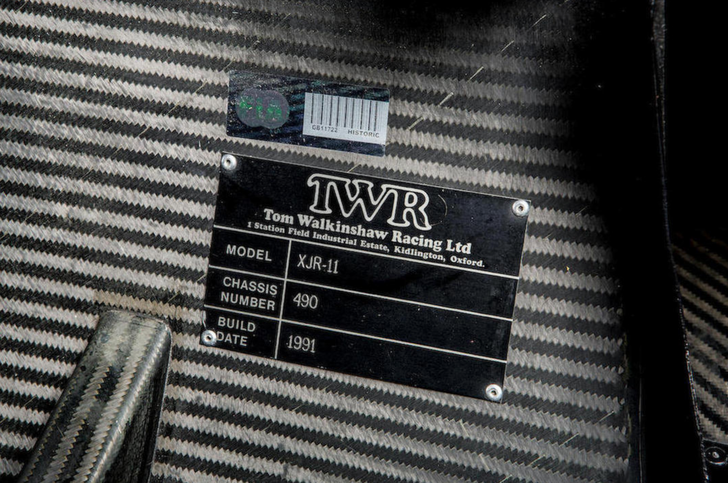 GB11722 HISTORIC
TWR
Tom Walkinshaw Racing Ltd
1 Station Field Industrial Estate, Kidlington, Oxford.
MODEL XJR-11
CHASSIS NUMBER 490
BUILD DATE 1991